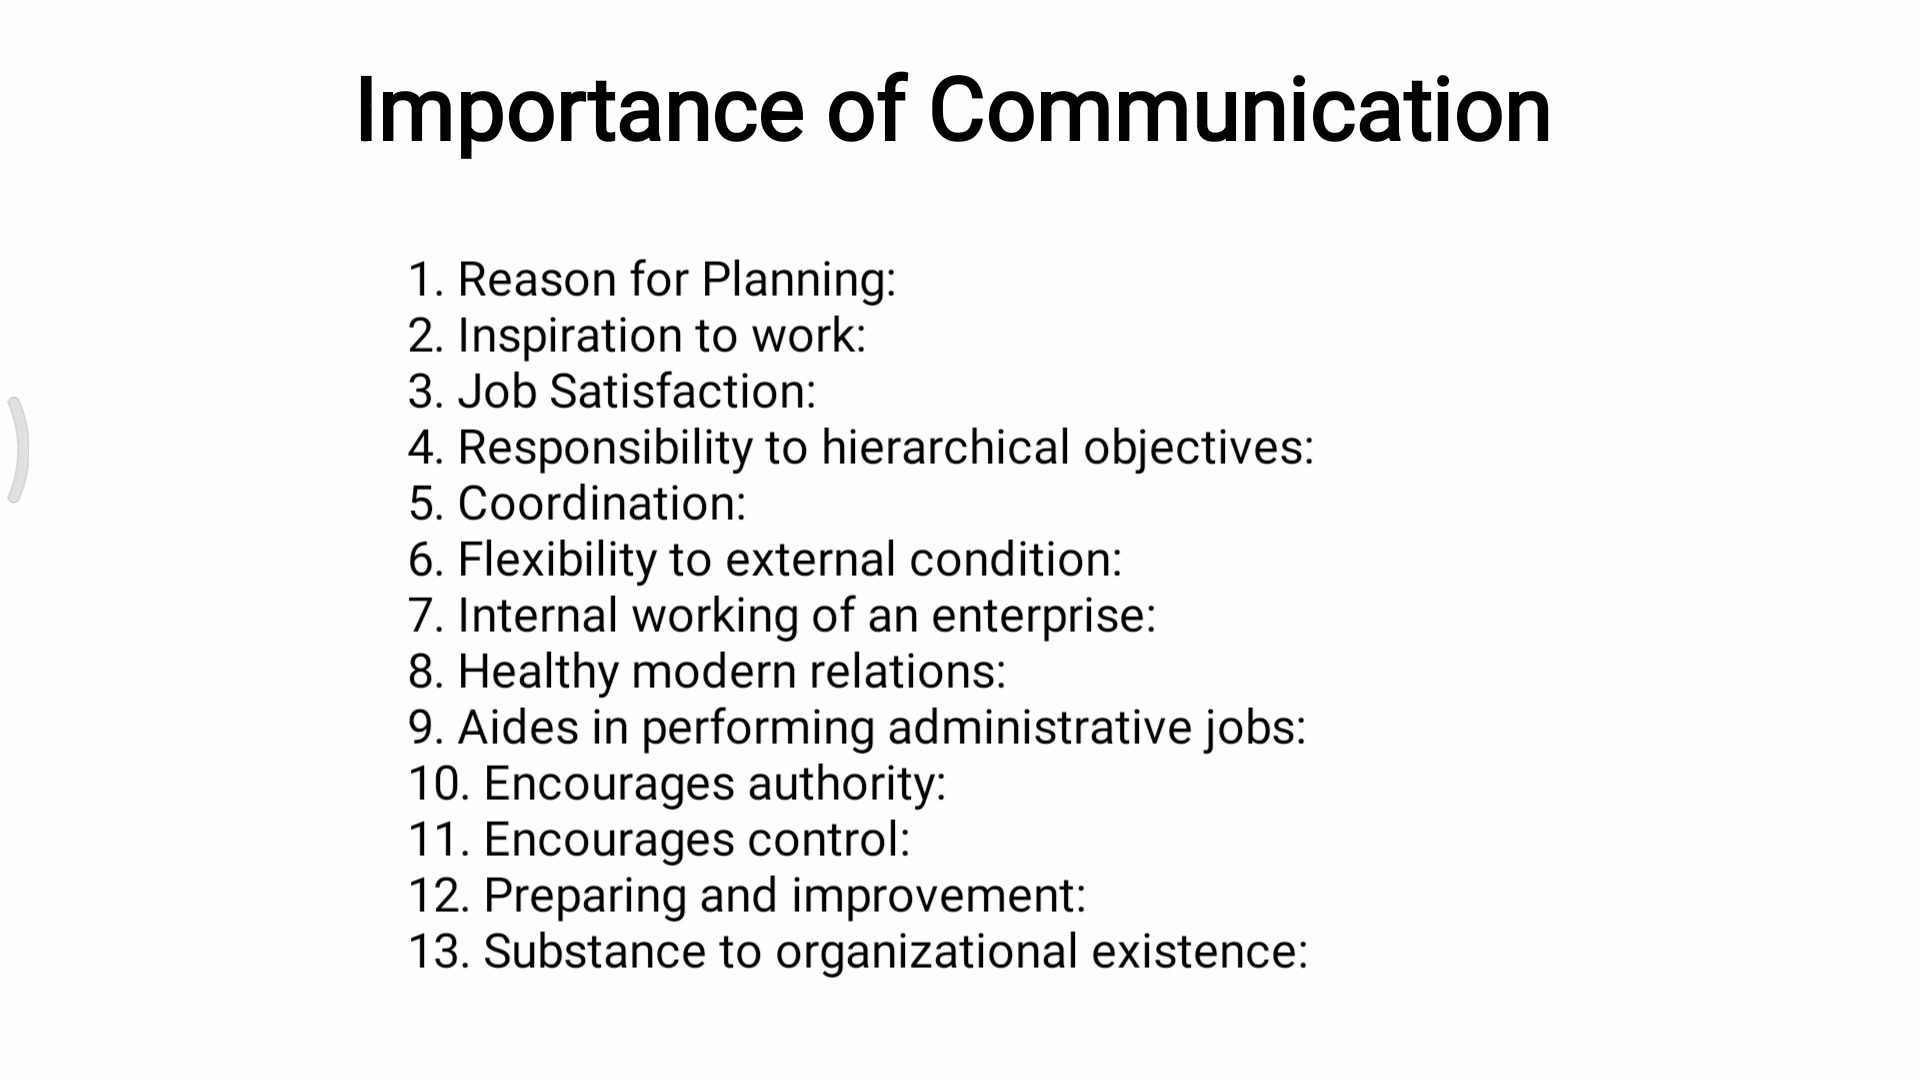 Importance of Communication
1. Reason for Planning:
2. Inspiration to work:
3. Job Satisfaction:
4. Responsibility to hierarchical objectives:
5. Coordination:
6. Flexibility to external condition:
7. Internal working of an enterprise:
8. Healthy modern relations:
9. Aides in performing administrative jobs:
10. Encourages authority:
11. Encourages control:
12. Preparing and improvement:
13. Substance to organizational existence: